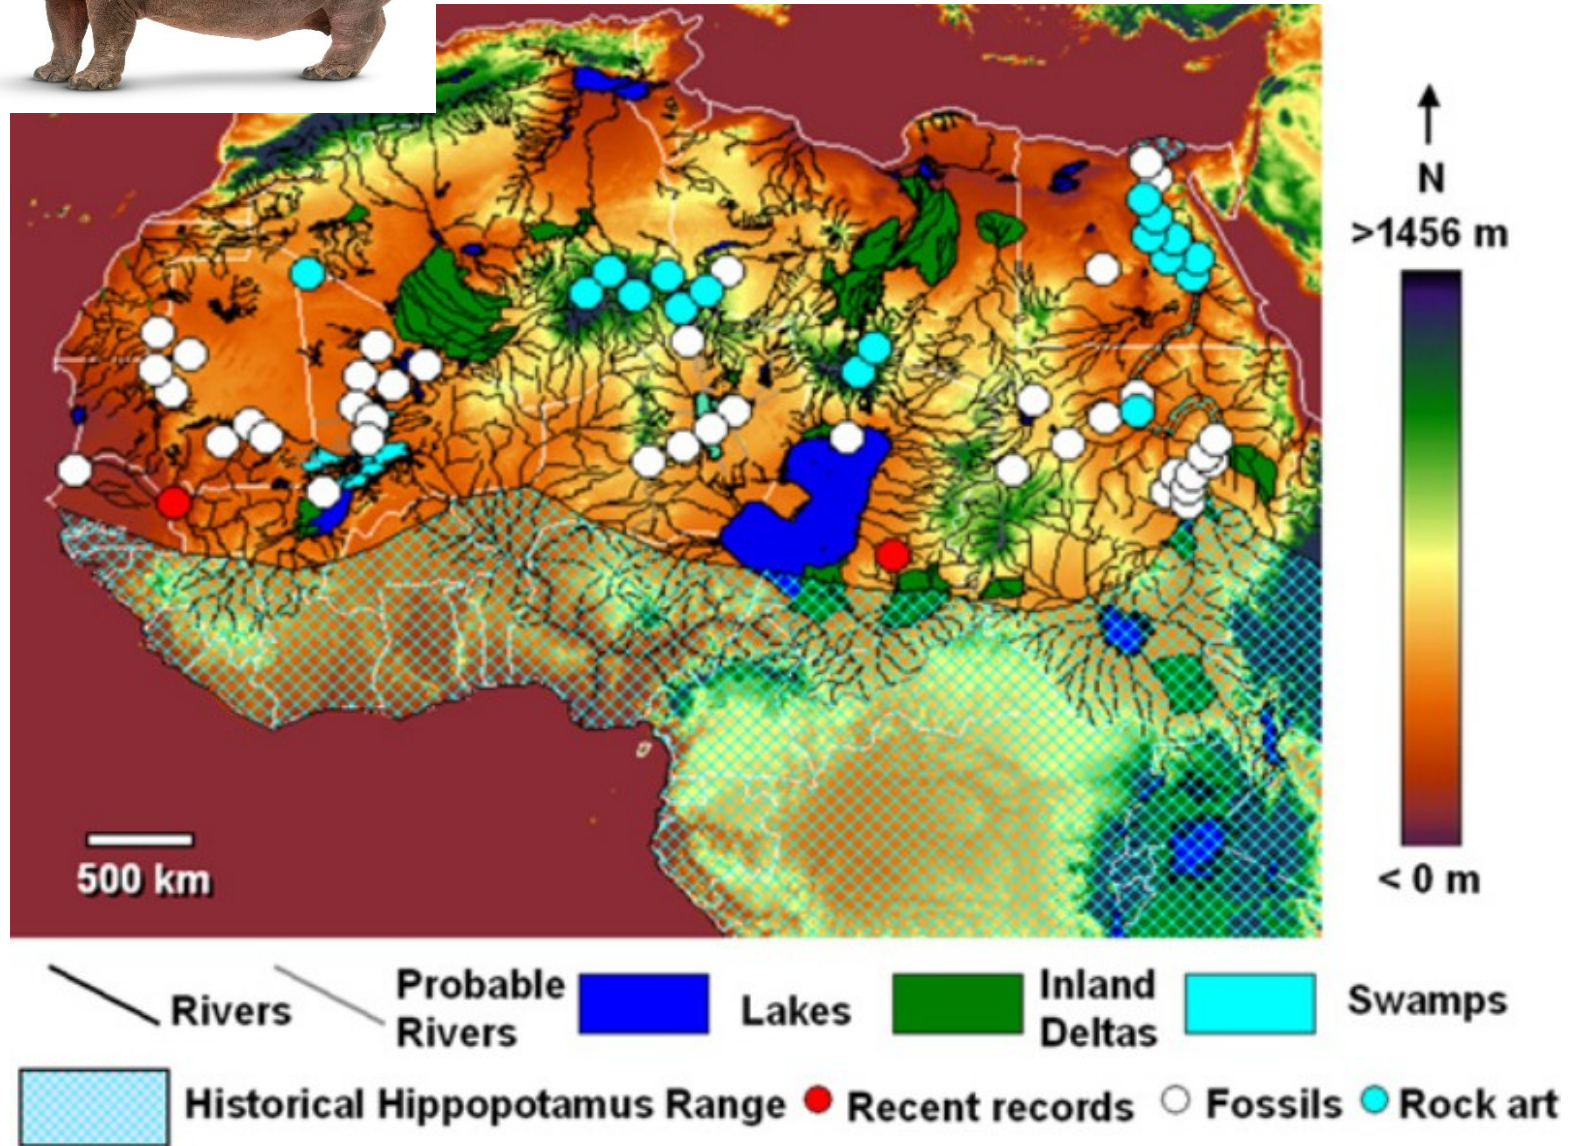 N
>1456 m
500 km
< 0 m
Rivers
Probable
Rivers
Lakes
Inland
Deltas
Swamps
Historical Hippopotamus Range
Recent records
Fossils
Rock art